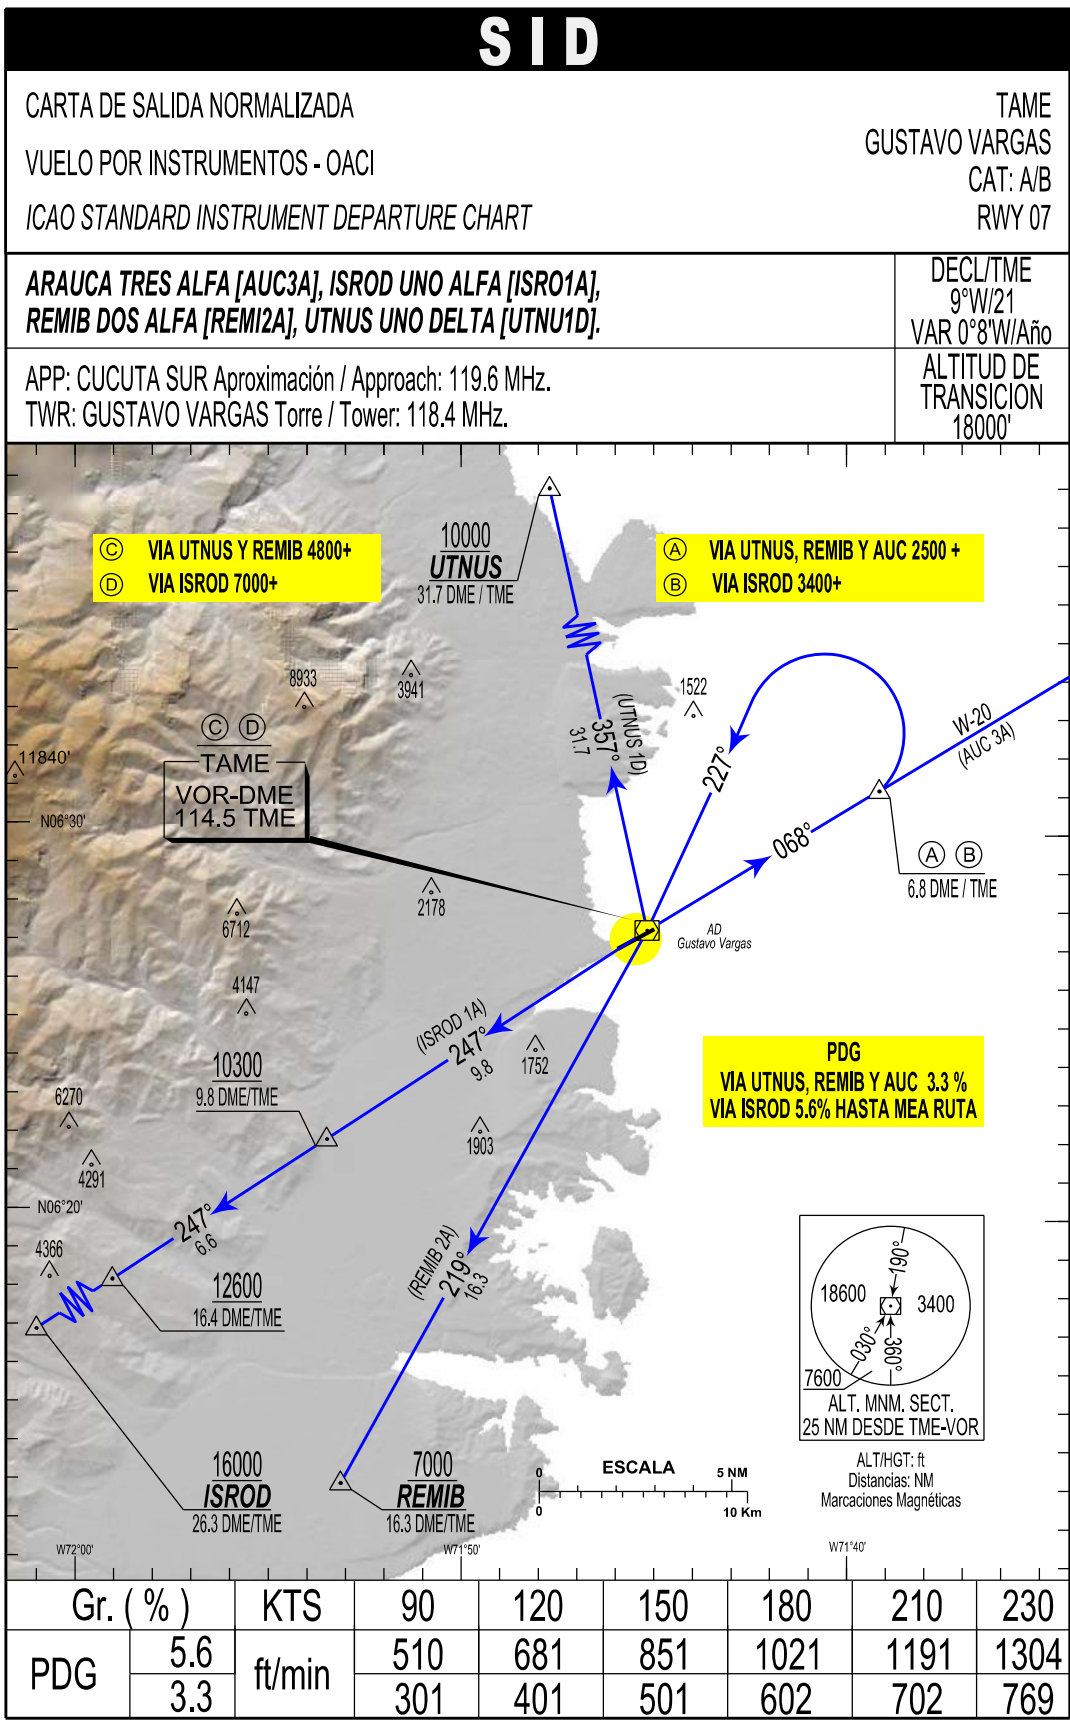 SID
CARTA DE SALIDA NORMALIZADA
VUELO POR INSTRUMENTOS - OACI
ICAO STANDARD INSTRUMENT DEPARTURE CHART
TAME
GUSTAVO VARGAS
CAT: A/B
RWY 07
ARAUCA TRES ALFA [AUC3A], ISROD UNO ALFA [ISRO1A],
REMIB DOS ALFA [REMI2A], UTNUS UNO DELTA [UTNU1D].
DECL/TME
9°W/21
VAR 0°8'W/Año
APP: CUCUTA SUR Aproximación / Approach: 119.6 MHz.
TWR: GUSTAVO VARGAS Torre / Tower: 118.4 MHz.
ALTITUD DE
TRANSICION
18000'
C VIA UTNUS Y REMIB 4800+
D VIA ISROD 7000+
10000
UTNUS
31.7 DME / TME
A VIA UTNUS, REMIB Y AUC 2500 +
B VIA ISROD 3400+
8933
3941
1522
(UTNUS 1D)
357°
31.7
227°
W-20
(AUC 3A)
C D
TAME
VOR-DME
114.5 TME
11840'
N06°30'
068°
A B
6.8 DME / TME
2178
6712
AD
Gustavo Vargas
4147
(ISROD 1A)
247°
9.8
1752
10300
9.8 DME/TME
PDG
VIA UTNUS, REMIB Y AUC 3.3 %
VIA ISROD 5.6% HASTA MEA RUTA
6270
1903
4291
N06°20'
247°
6.6
4366
(REMIB 2A)
219°
16.3
12600
16.4 DME/TME
190°
18600
3400
030°
360°
7600
ALT. MNM. SECT.
25 NM DESDE TME-VOR
16000
ISROD
26.3 DME/TME
7000
REMIB
16.3 DME/TME
0 ESCALA 5 NM
0 10 Km
ALT/HGT: ft
Distancias: NM
Marcaciones Magnéticas
W72°00' W71°50' W71°40'
Gr. ( % ) KTS 90 120 150 180 210 230
PDG 5.6 ft/min 510 681 851 1021 1191 1304
3.3 301 401 501 602 702 769